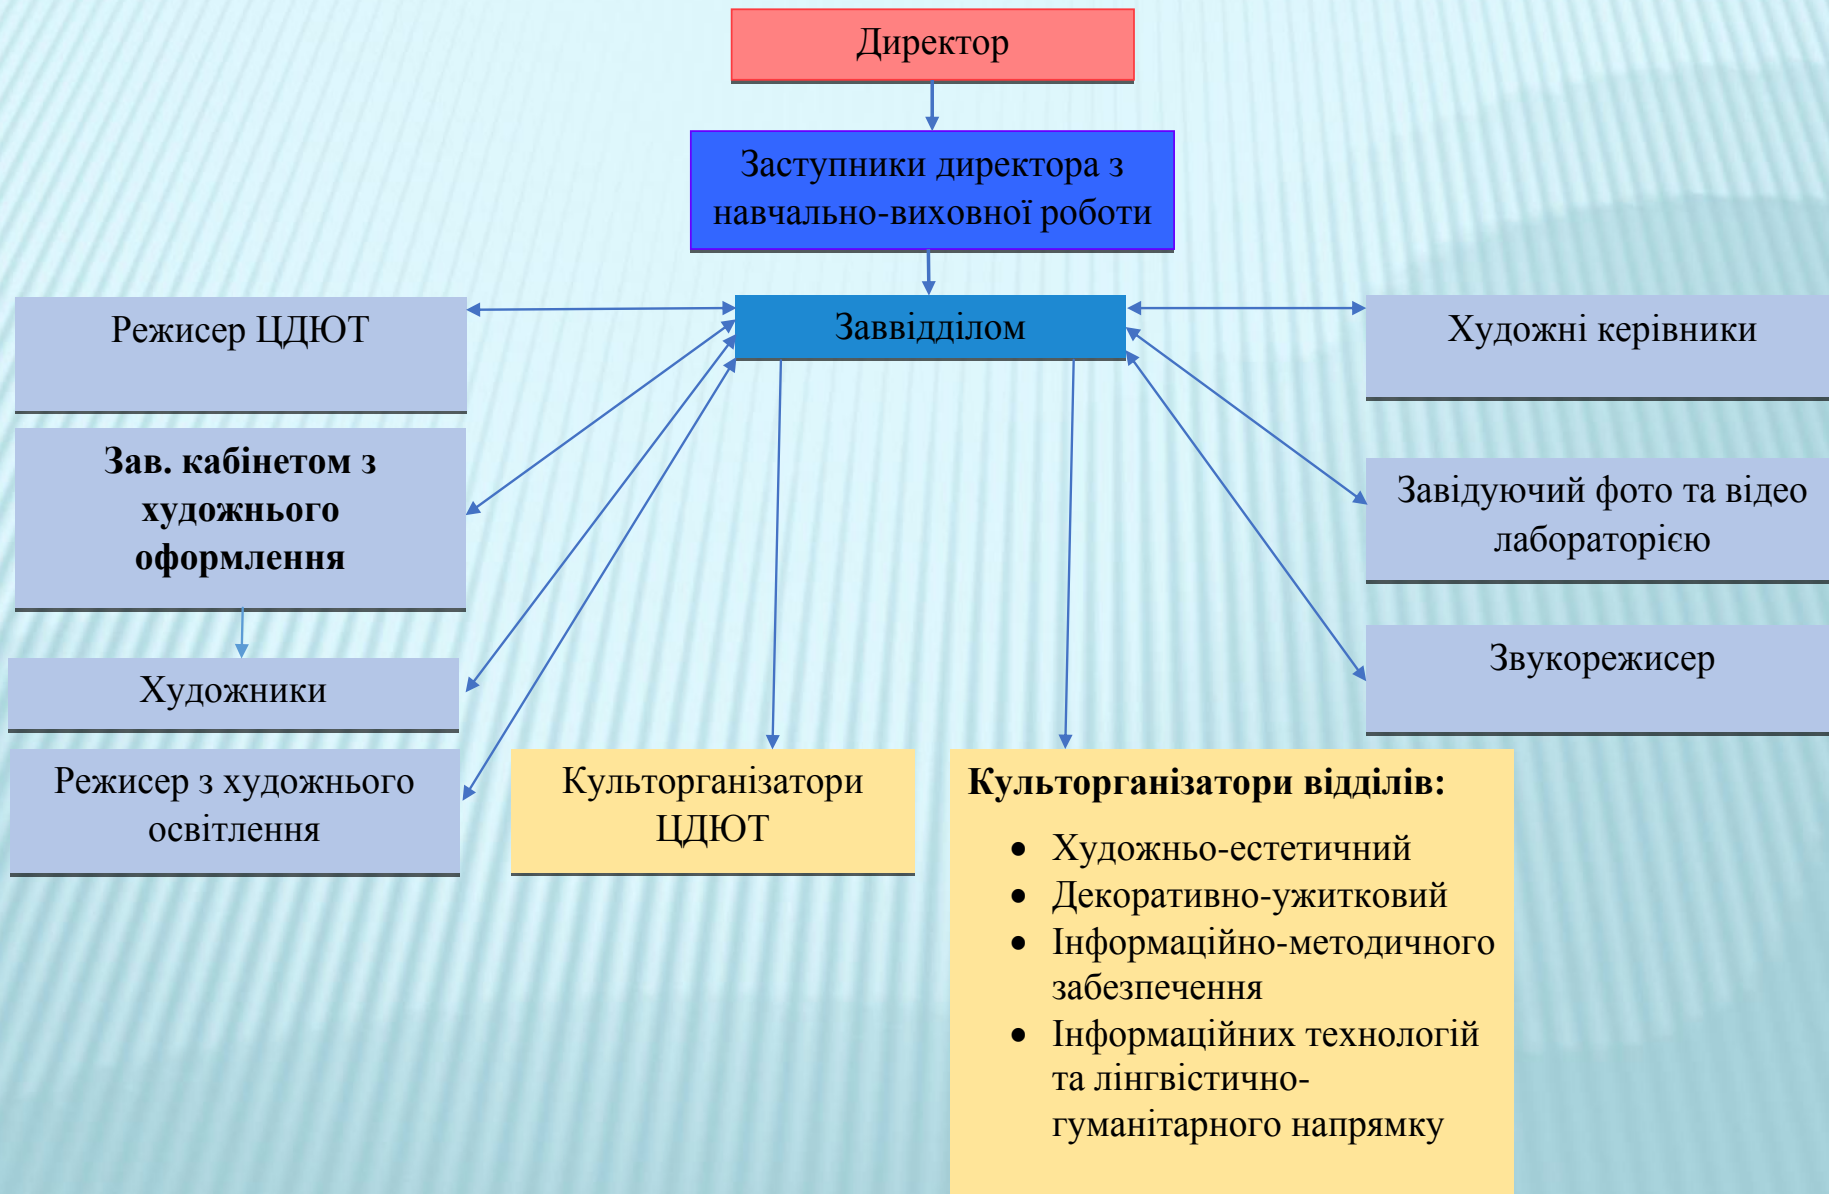 Директор
Заступники директора з
навчально-виховної роботи
Заввідділом
Режисер ЦДЮТ
Зав. кабінетом з
художнього
оформлення
Художники
Режисер з художнього
освітлення
Культорганізатори
ЦДЮТ
Культорганізатори відділів:
• Художньо-естетичний
• Декоративно-ужитковий
• Інформаційно-методичного
забезпечення
• Інформаційних технологій
та лінгвістично-
гуманітарного напрямку
Художні керівники
Завідуючий фото та відео
лабораторією
Звукорежисер